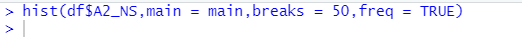 > hist(df$A2_NS,main = main,breaks = 50,freq = TRUE)
>